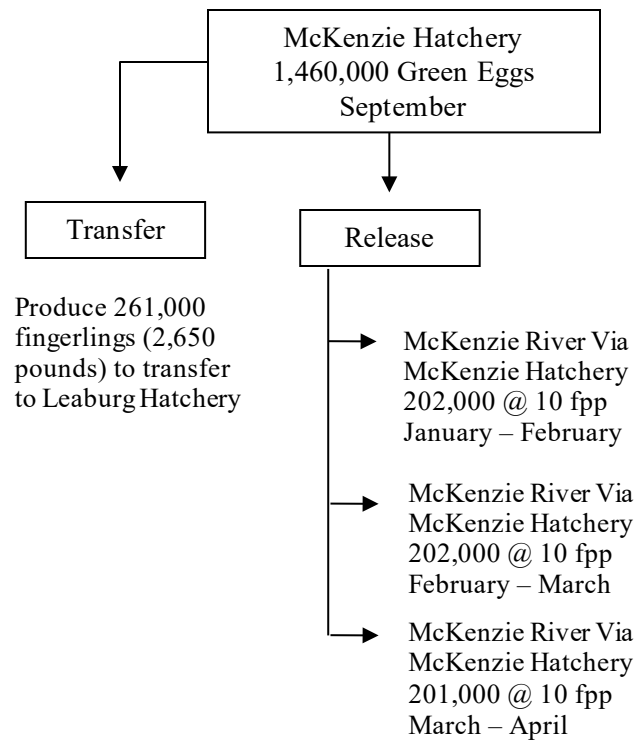 McKenzie Hatchery
1,460,000 Green Eggs
September
Transfer
Release
Produce 261,000
fingerlings (2,650
pounds) to transfer
to Leaburg Hatchery
McKenzie River Via
McKenzie Hatchery
202,000 @ 10 fpp
January – February
McKenzie River Via
McKenzie Hatchery
202,000 @ 10 fpp
February – March
McKenzie River Via
McKenzie Hatchery
201,000 @ 10 fpp
March – April